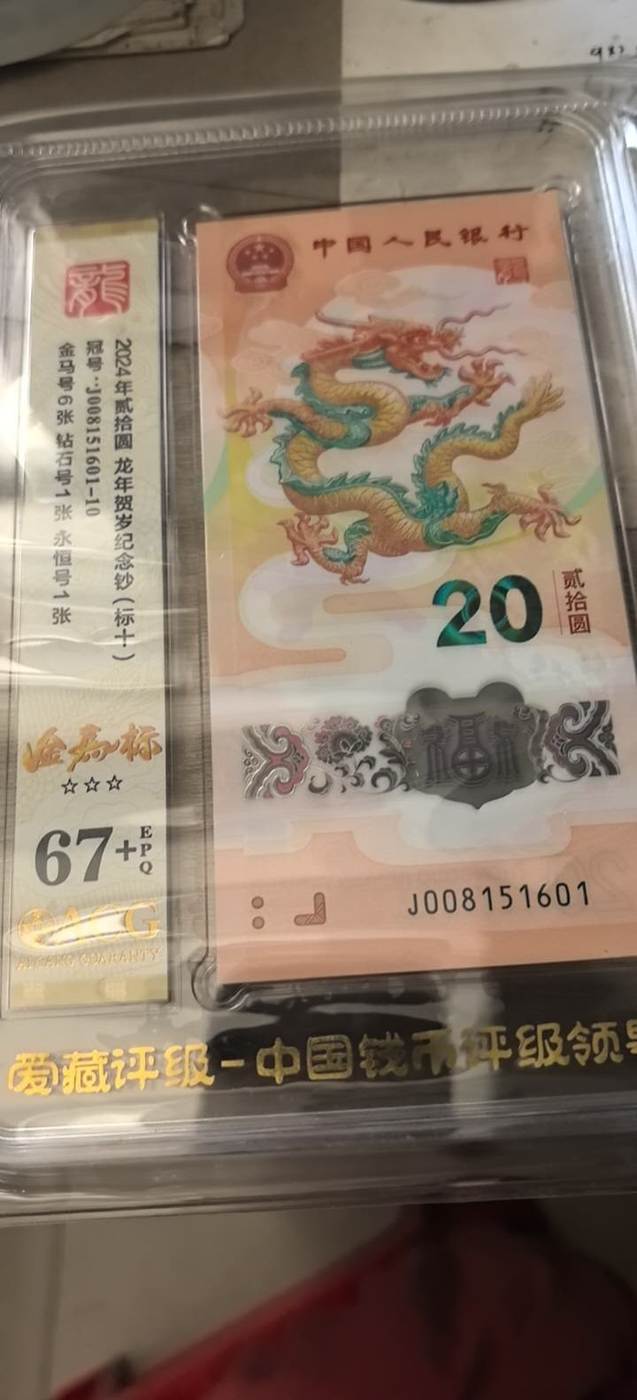 龍
2024年贰拾圆 龙年贺岁纪念钞(标十)
冠号:J008151601-10
金马号6张 钻石号1张 永恒号1张
☆☆☆
67+
EPQ
ACG
中国人民银行
20
贰拾圆
福
J008151601
爱藏评级-中国钱币评级领